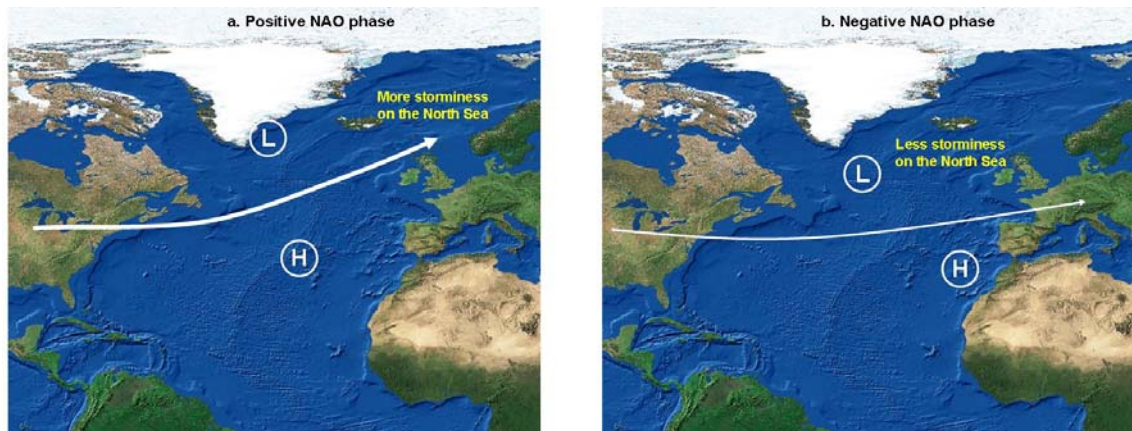 a. Positive NAO phase
More storminess
on the North Sea
L
H
b. Negative NAO phase
Less storminess
on the North Sea
L
H